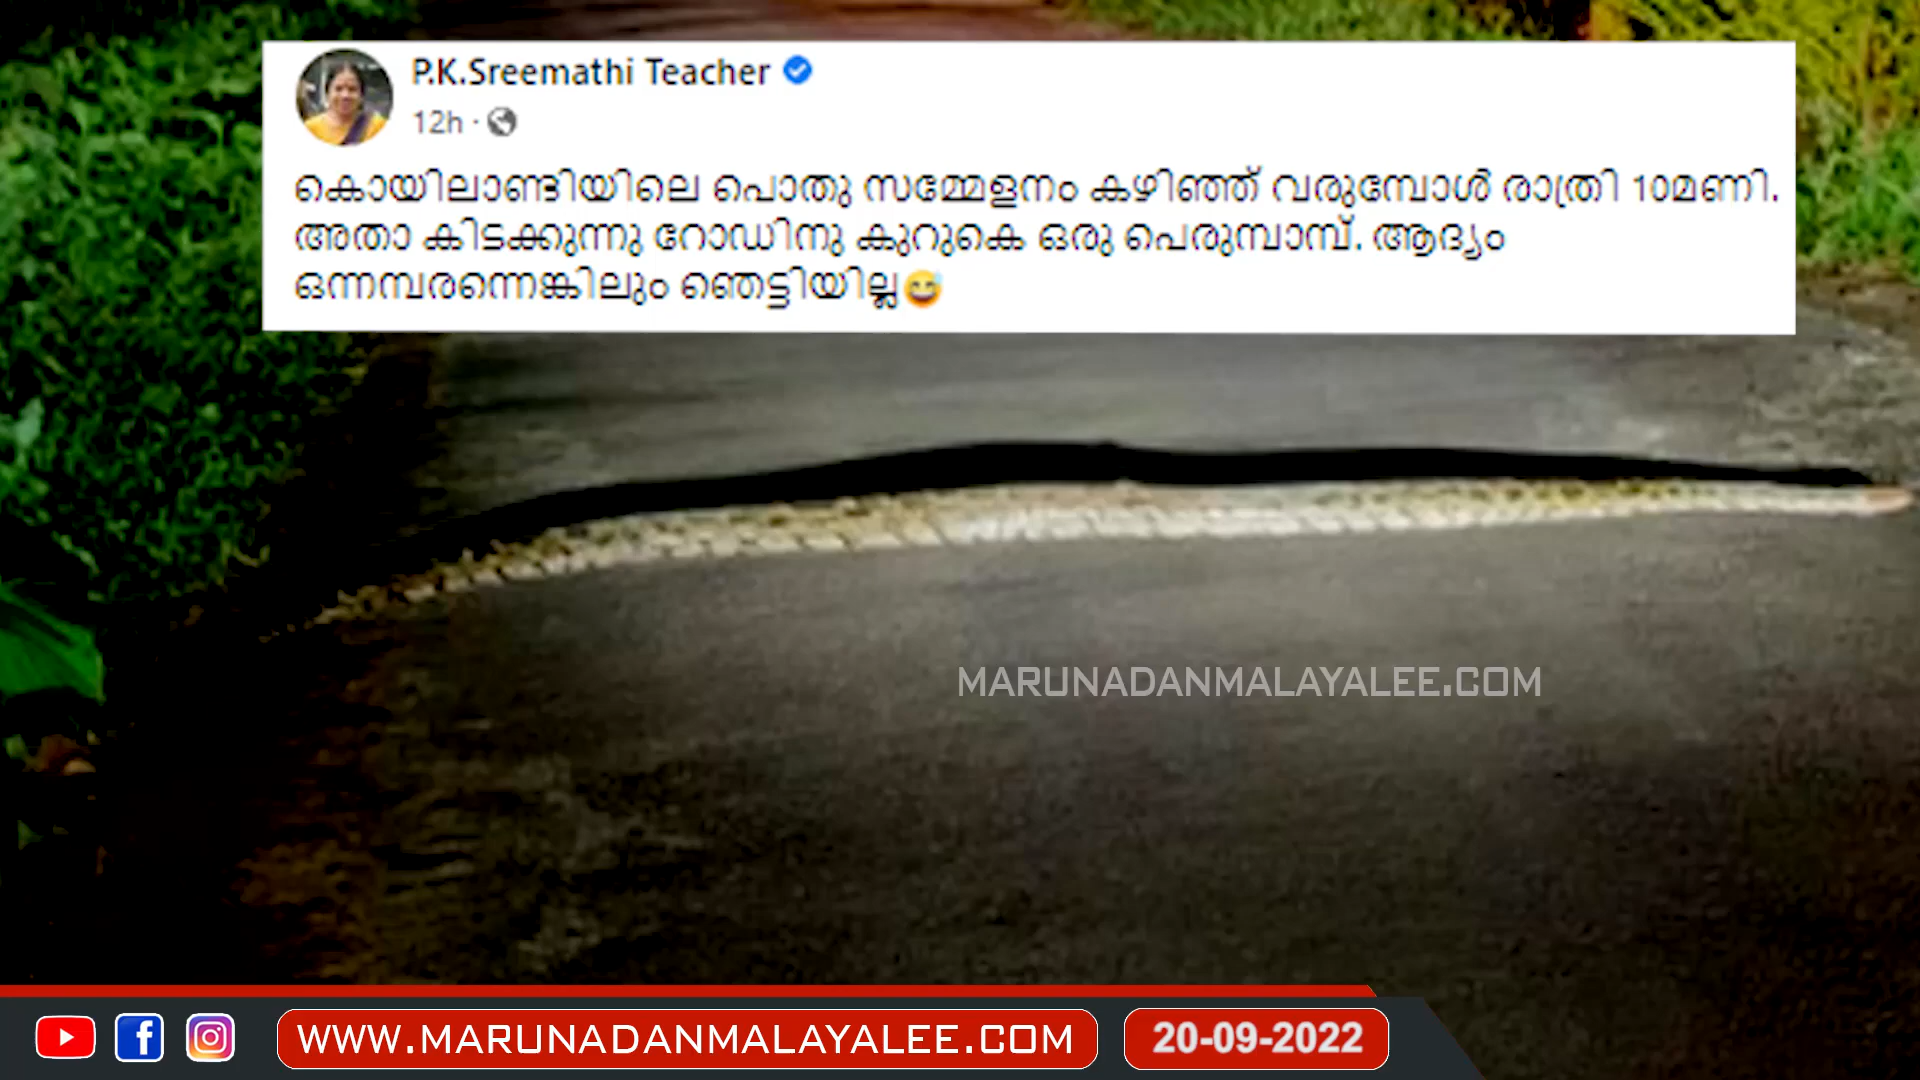 P.K.Sreemathi Teacher
12h ·
കൊയിലാണ്ടിയിലെ പൊതു സമ്മേളനം കഴിഞ്ഞ് വരുമ്പോൾ രാത്രി 10മണി.
അതാ കിടക്കുന്നു റോഡിനു കുറുകെ ഒരു പെരുമ്പാമ്പ്. ആദ്യം
ഒന്നമ്പരന്നെങ്കിലും ഞെട്ടിയില്ല😅
MARUNADANMALAYALEE.COM
WWW.MARUNADANMALAYALEE.COM
20-09-2022